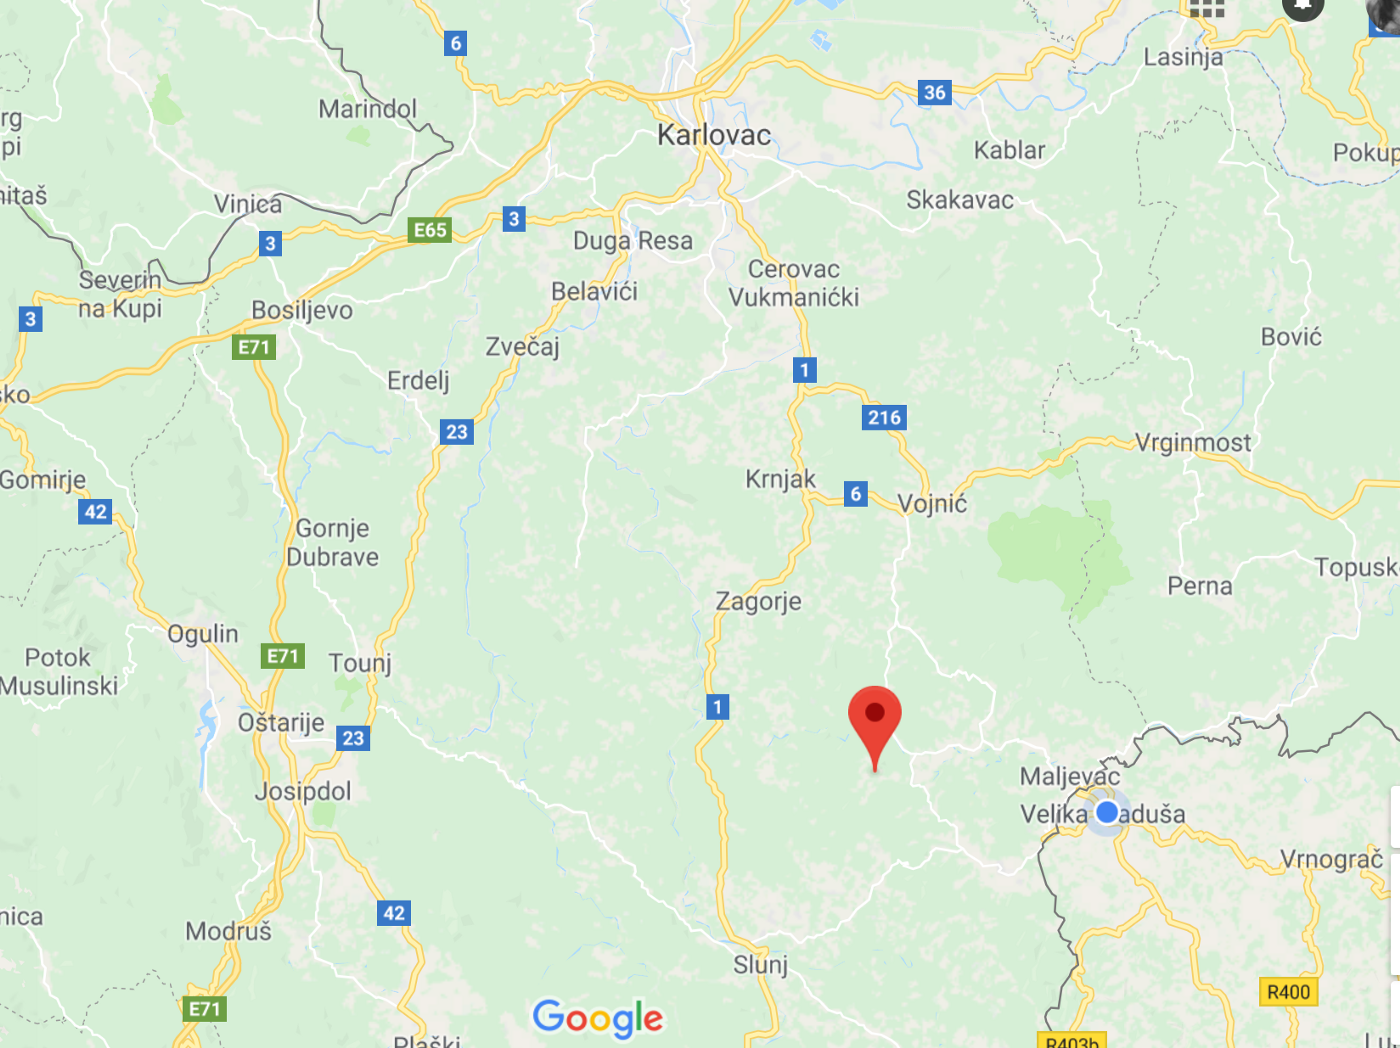 6
Lasinja
36
Marindol
rg
pi
Karlovac
Kablar
Pokup
nitaš
Vinica
Skakavac
3
E65
3
Duga Resa
Cerovac
Vukmanićki
Severin
na Kupi
Belavići
Bosiljevo
3
Bović
E71
Zvečaj
1
Erdelj
sko
216
23
Vrginmost
Gomirje
Krnjak
6
Vojnić
42
Gornje
Dubrave
Topusk
Perna
Zagorje
Ogulin
Potok
Musulinski
E71
Tounj
1
Oštarije
23
Maljevac
Josipdol
Velika
aduša
Vrnograč
42
nica
Modruš
Slunj
R400
E71
Google
Plaški
R403b